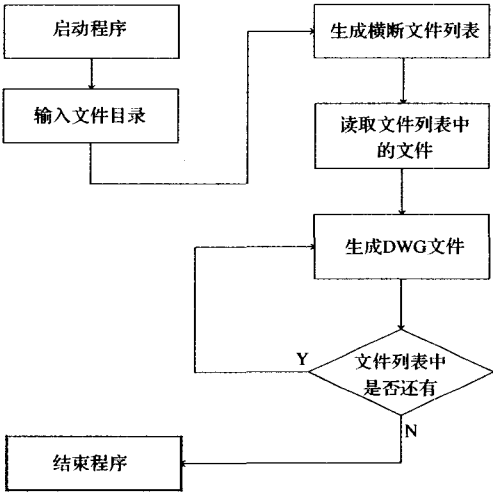 启动程序
输入文件目录
生成横断文件列表
读取文件列表中
的文件
生成DWG文件
Y
文件列表中
是否还有
N
结束程序